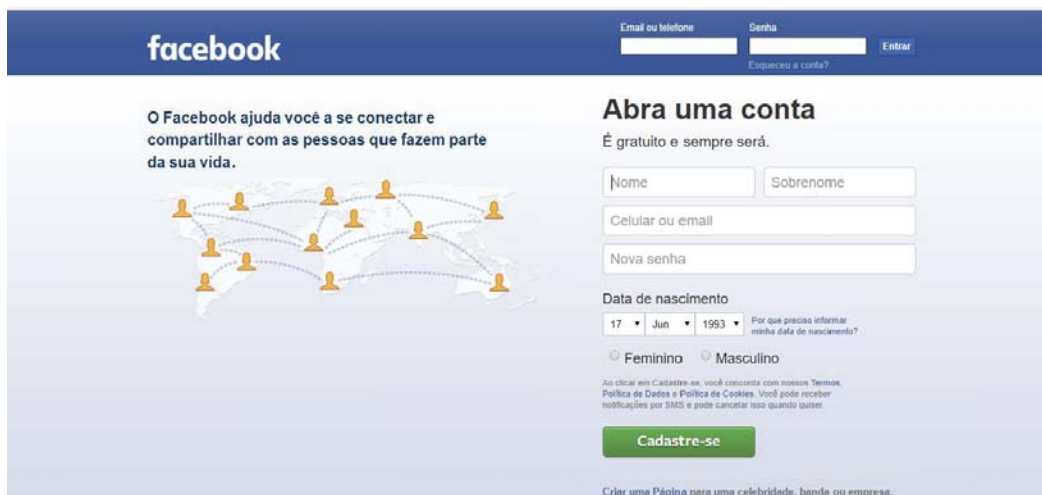 facebook
Email ou telefone
Senha
Entrar
Esqueceu a conta?
O Facebook ajuda você a se conectar e
compartilhar com as pessoas que fazem parte
da sua vida.
Abra uma conta
É gratuito e sempre será.
Nome
Sobrenome
Celular ou email
Nova senha
Data de nascimento
17 Jun 1993
Por que preciso informar
minha data de nascimento?
Feminino Masculino
Ao clicar em Cadastre-se, você concorda com nossos Termos,
Política de Dados e Política de Cookies. Você pode receber
notificações por SMS e pode cancelar isso quando quiser.
Cadastre-se
Criar uma Página para uma celebridade, banda ou empresa.